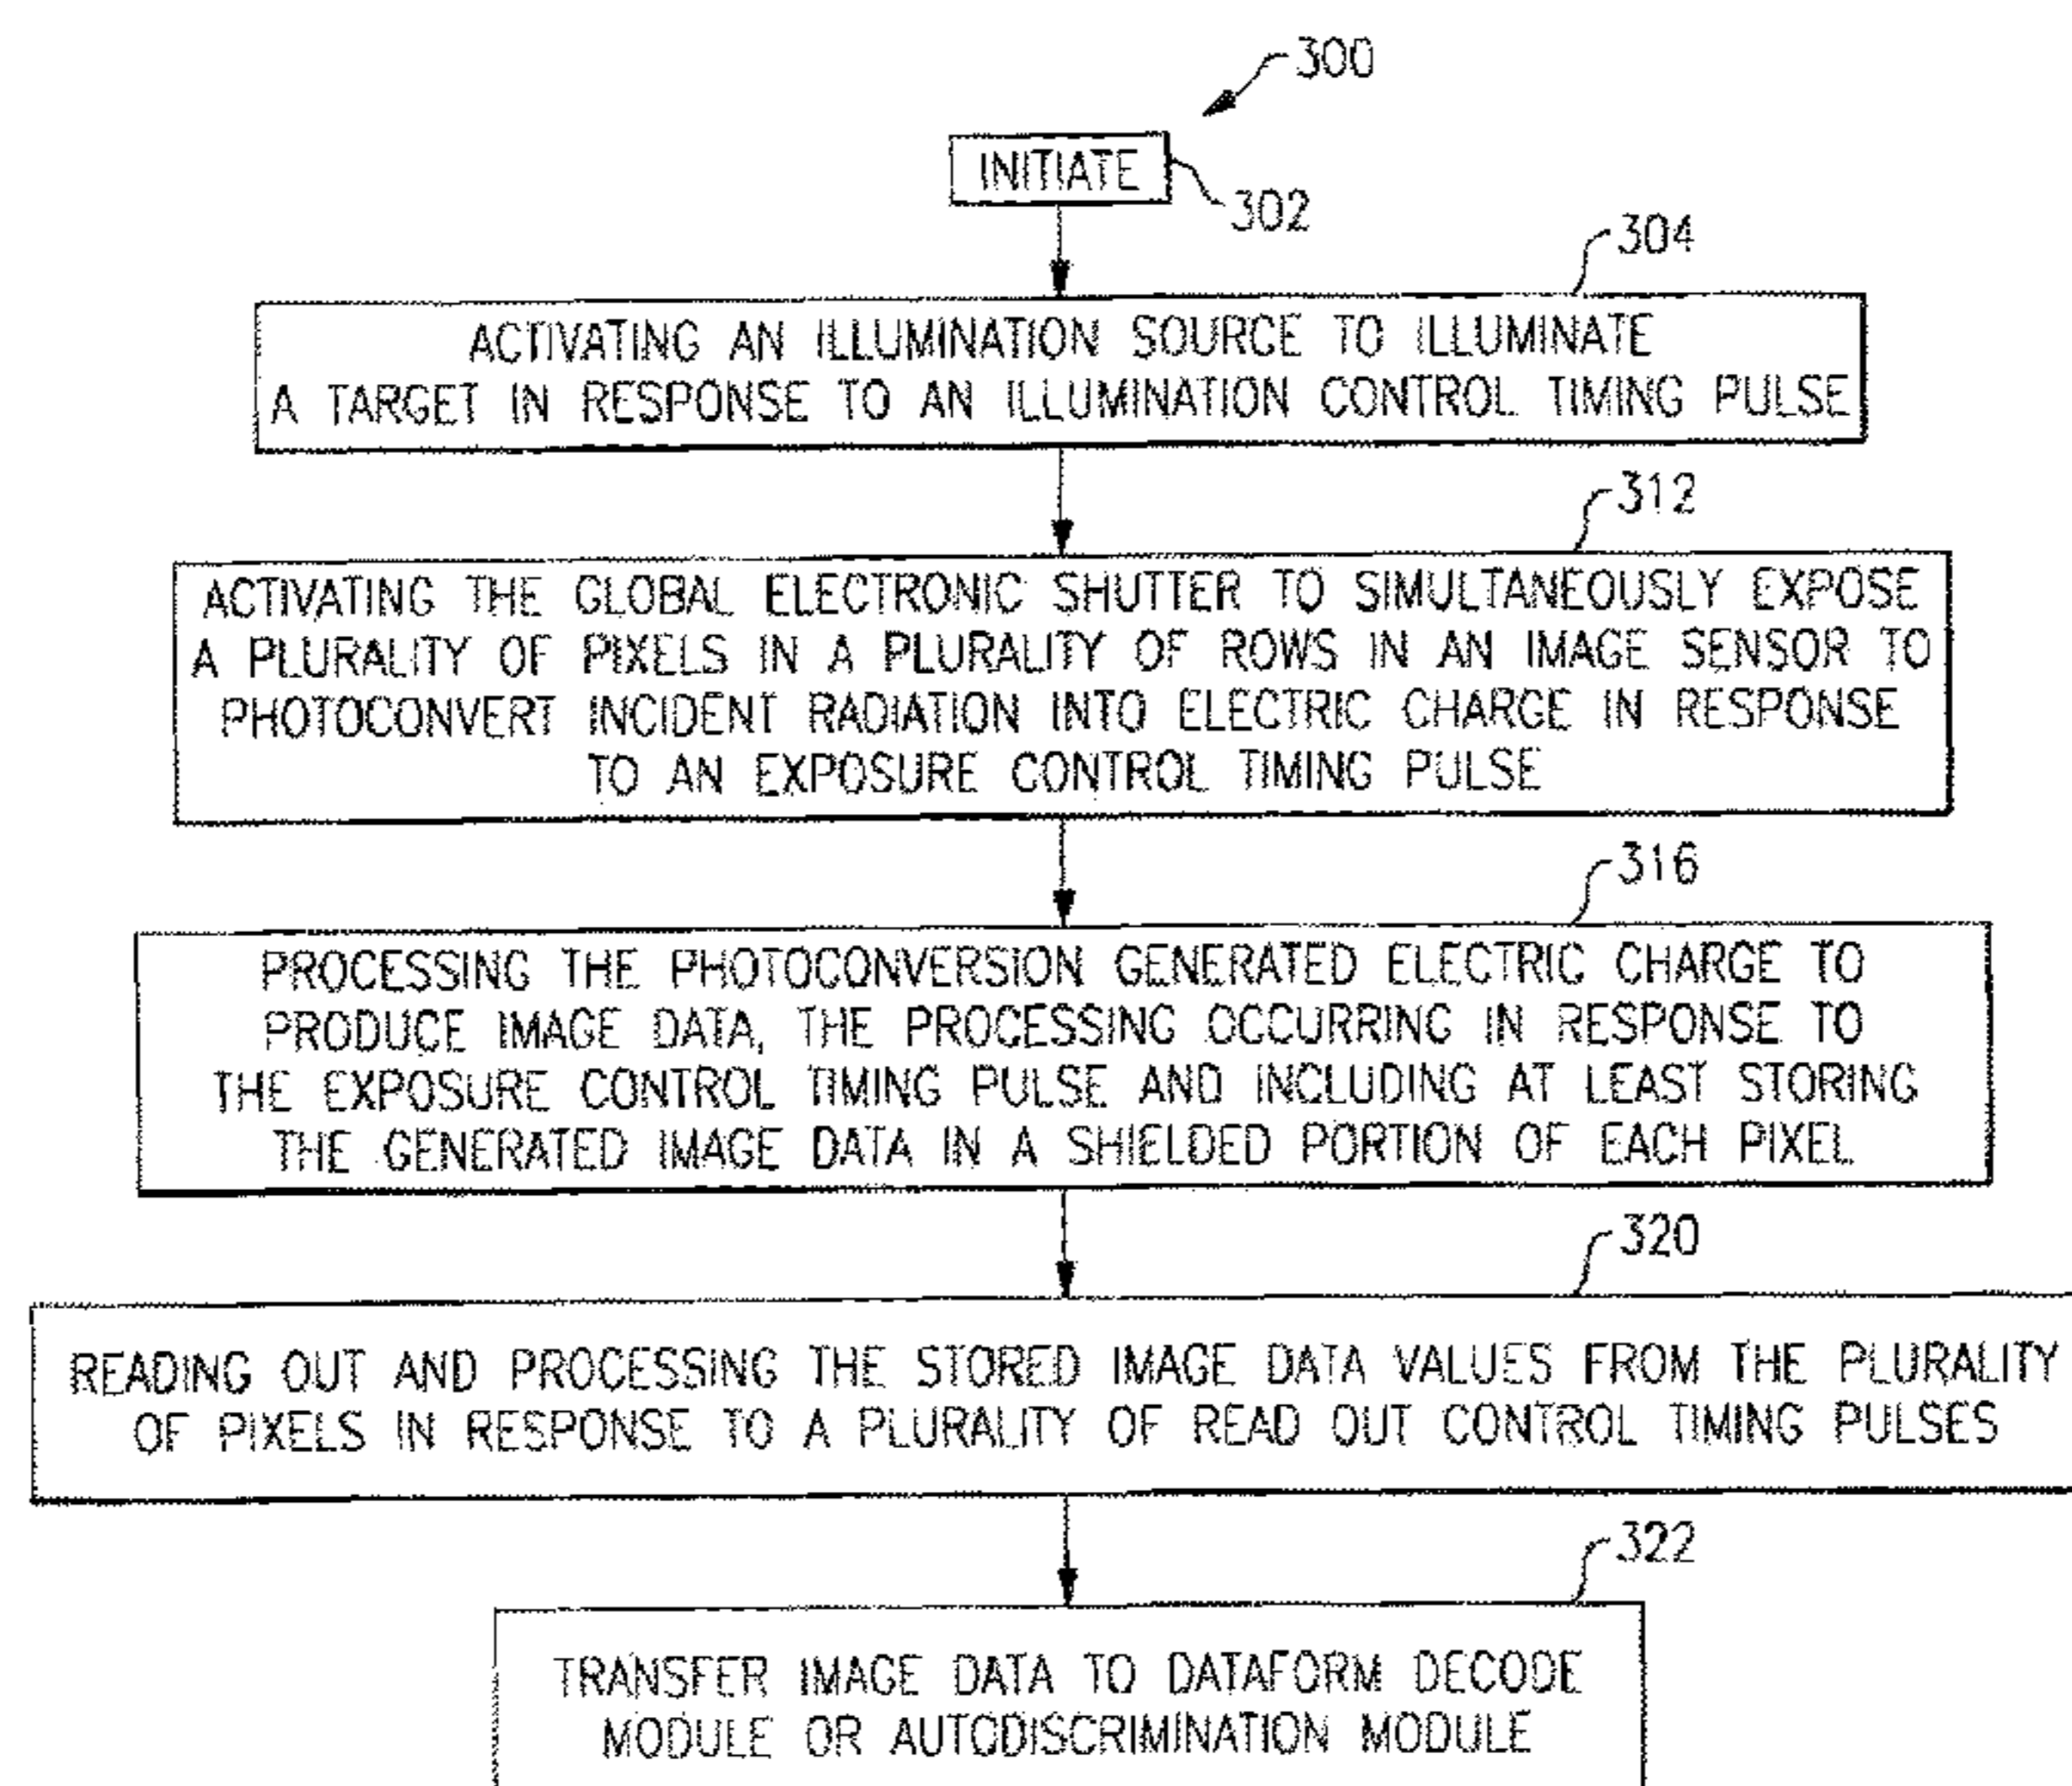 300
INITIATE
302
304
ACTIVATING AN ILLUMINATION SOURCE TO ILLUMINATE
A TARGET IN RESPONSE TO AN ILLUMINATION CONTROL TIMING PULSE
312
ACTIVATING THE GLOBAL ELECTRONIC SHUTTER TO SIMULTANEOUSLY EXPOSE
A PLURALITY OF PIXELS IN A PLURALITY OF ROWS IN AN IMAGE SENSOR TO
PHOTOCONVERT INCIDENT RADIATION INTO ELECTRIC CHARGE IN RESPONSE
TO AN EXPOSURE CONTROL TIMING PULSE
316
PROCESSING THE PHOTOCONVERSION GENERATED ELECTRIC CHARGE TO
PRODUCE IMAGE DATA, THE PROCESSING OCCURRING IN RESPONSE TO
THE EXPOSURE CONTROL TIMING PULSE AND INCLUDING AT LEAST STORING
THE GENERATED IMAGE DATA IN A SHIELDED PORTION OF EACH PIXEL
320
READING OUT AND PROCESSING THE STORED IMAGE DATA VALUES FROM THE PLURALITY
OF PIXELS IN RESPONSE TO A PLURALITY OF READ OUT CONTROL TIMING PULSES
322
TRANSFER IMAGE DATA TO DATAFORM DECODE
MODULE OR AUTODISCRIMINATION MODULE